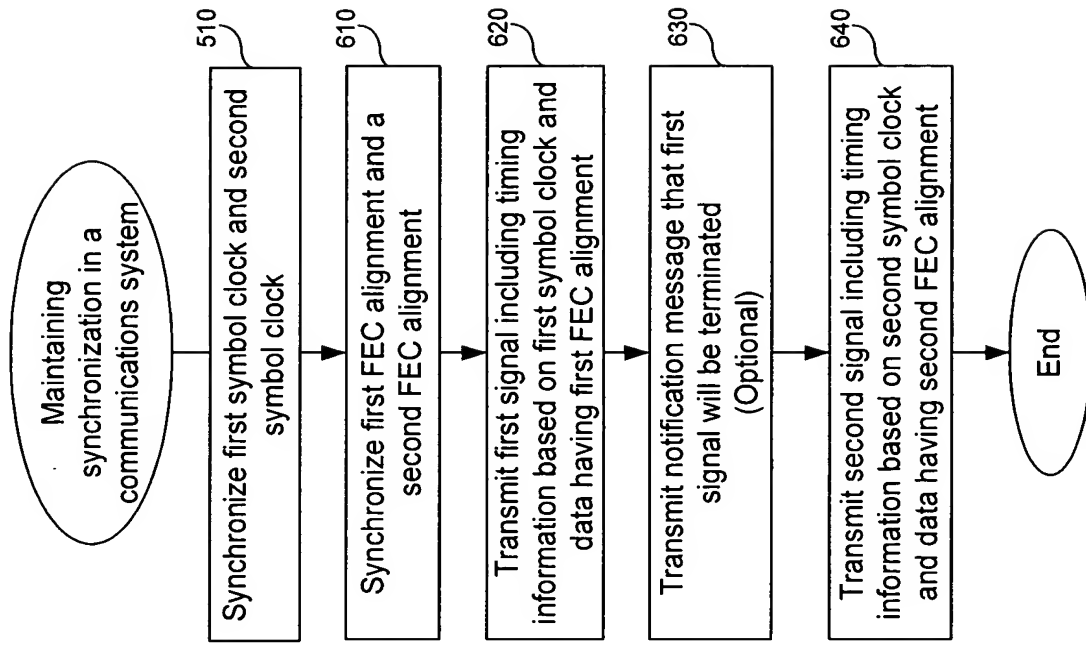 Maintaining
synchronization in a
communications system
510
Synchronize first symbol clock and second
symbol clock
610
Synchronize first FEC alignment and a
second FEC alignment
620
Transmit first signal including timing
information based on first symbol clock and
data having first FEC alignment
630
Transmit notification message that first
signal will be terminated
(Optional)
640
Transmit second signal including timing
information based on second symbol clock
and data having second FEC alignment
End